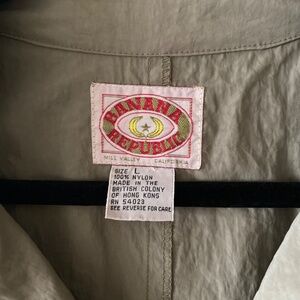 BANANA
REPUBLIC
MILL VALLEY CALIFORNIA
SIZE L
100% NYLON
MADE IN THE
BRITISH COLONY
OF HONG KONG
RN 54023
SEE REVERSE FOR CARE